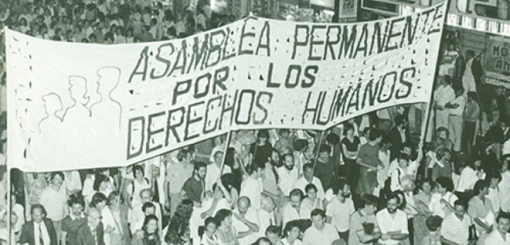 ASAMBLEA PERMANENTE
POR LOS
DERECHOS HUMANOS